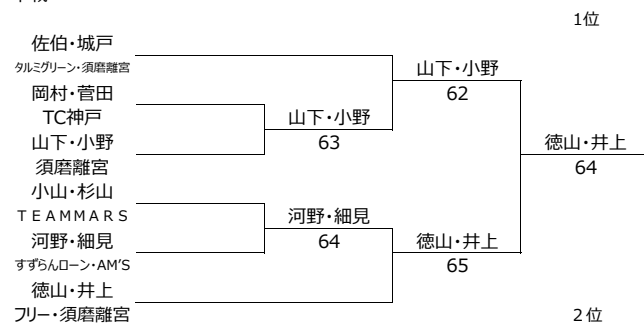 1位
佐伯・城戸
タルミグリーン・須磨離宮
山下・小野
62
岡村・菅田
TC神戸
山下・小野
63
山下・小野
須磨離宮
徳山・井上
64
小山・杉山
ＴＥＡＭＭＡＲＳ
河野・細見
64
河野・細見
すずらんローン・AM'S
徳山・井上
65
徳山・井上
フリー・須磨離宮
２位